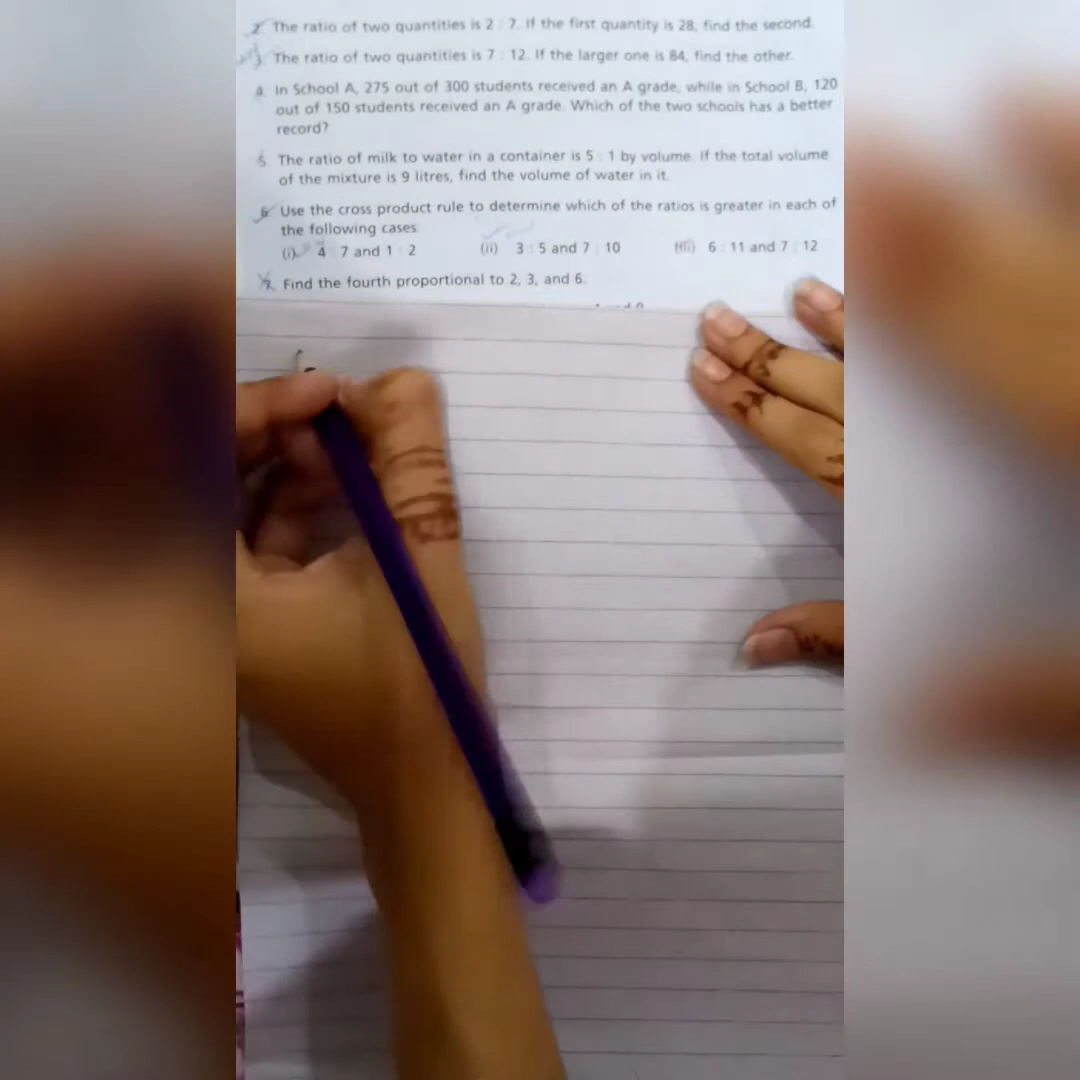 2. The ratio of two quantities is 2 : 7. If the first quantity is 28, find the second.
3. The ratio of two quantities is 7 : 12. If the larger one is 84, find the other.
4. In School A, 275 out of 300 students received an A grade, while in School B, 120
out of 150 students received an A grade. Which of the two schools has a better
record?
5. The ratio of milk to water in a container is 5 : 1 by volume. If the total volume
of the mixture is 9 litres, find the volume of water in it.
6. Use the cross product rule to determine which of the ratios is greater in each of
the following cases.
(i) 4 : 7 and 1 : 2 (ii) 3 : 5 and 7 : 10 (iii) 6 : 11 and 7 : 12
7. Find the fourth proportional to 2, 3, and 6.